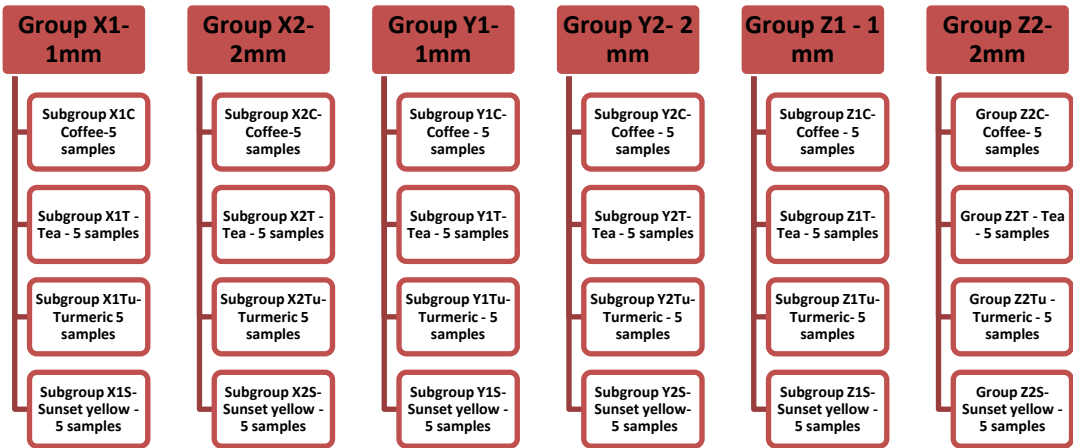 Group X1-
1mm
Subgroup X1C
Coffee-5
samples
Subgroup X1T -
Tea - 5 samples
Subgroup X1Tu-
Turmeric 5
samples
Subgroup X1S-
Sunset yellow -
5 samples
Group X2-
2mm
Subgroup X2C-
Coffee-5
samples
Subgroup X2T -
Tea - 5 samples
Subgroup X2Tu-
Turmeric 5
samples
Subgroup X2S-
Sunset yellow -
5 samples
Group Y1-
1mm
Subgroup Y1C-
Coffee - 5
samples
Subgroup Y1T-
Tea - 5 samples
Subgroup Y1Tu-
Turmeric - 5
samples
Subgroup Y1S-
Sunset yellow -
5 samples
Group Y2- 2
mm
Subgroup Y2C-
Coffee - 5
samples
Subgroup Y2T-
Tea - 5 samples
Subgroup Y2Tu-
Turmeric - 5
samples
Subgroup Y2S-
Sunset yellow-
5 samples
Group Z1 - 1
mm
Subgroup Z1C-
Coffee - 5
samples
Subgroup Z1T-
Tea - 5 samples
Subgroup Z1Tu-
Turmeric- 5
samples
Subgroup Z1S-
Sunset yellow -
5 samples
Group Z2-
2mm
Group Z2C-
Coffee- 5
samples
Group Z2T - Tea
- 5 samples
Group Z2Tu -
Turmeric - 5
samples
Group Z2S-
Sunset yellow -
5 samples